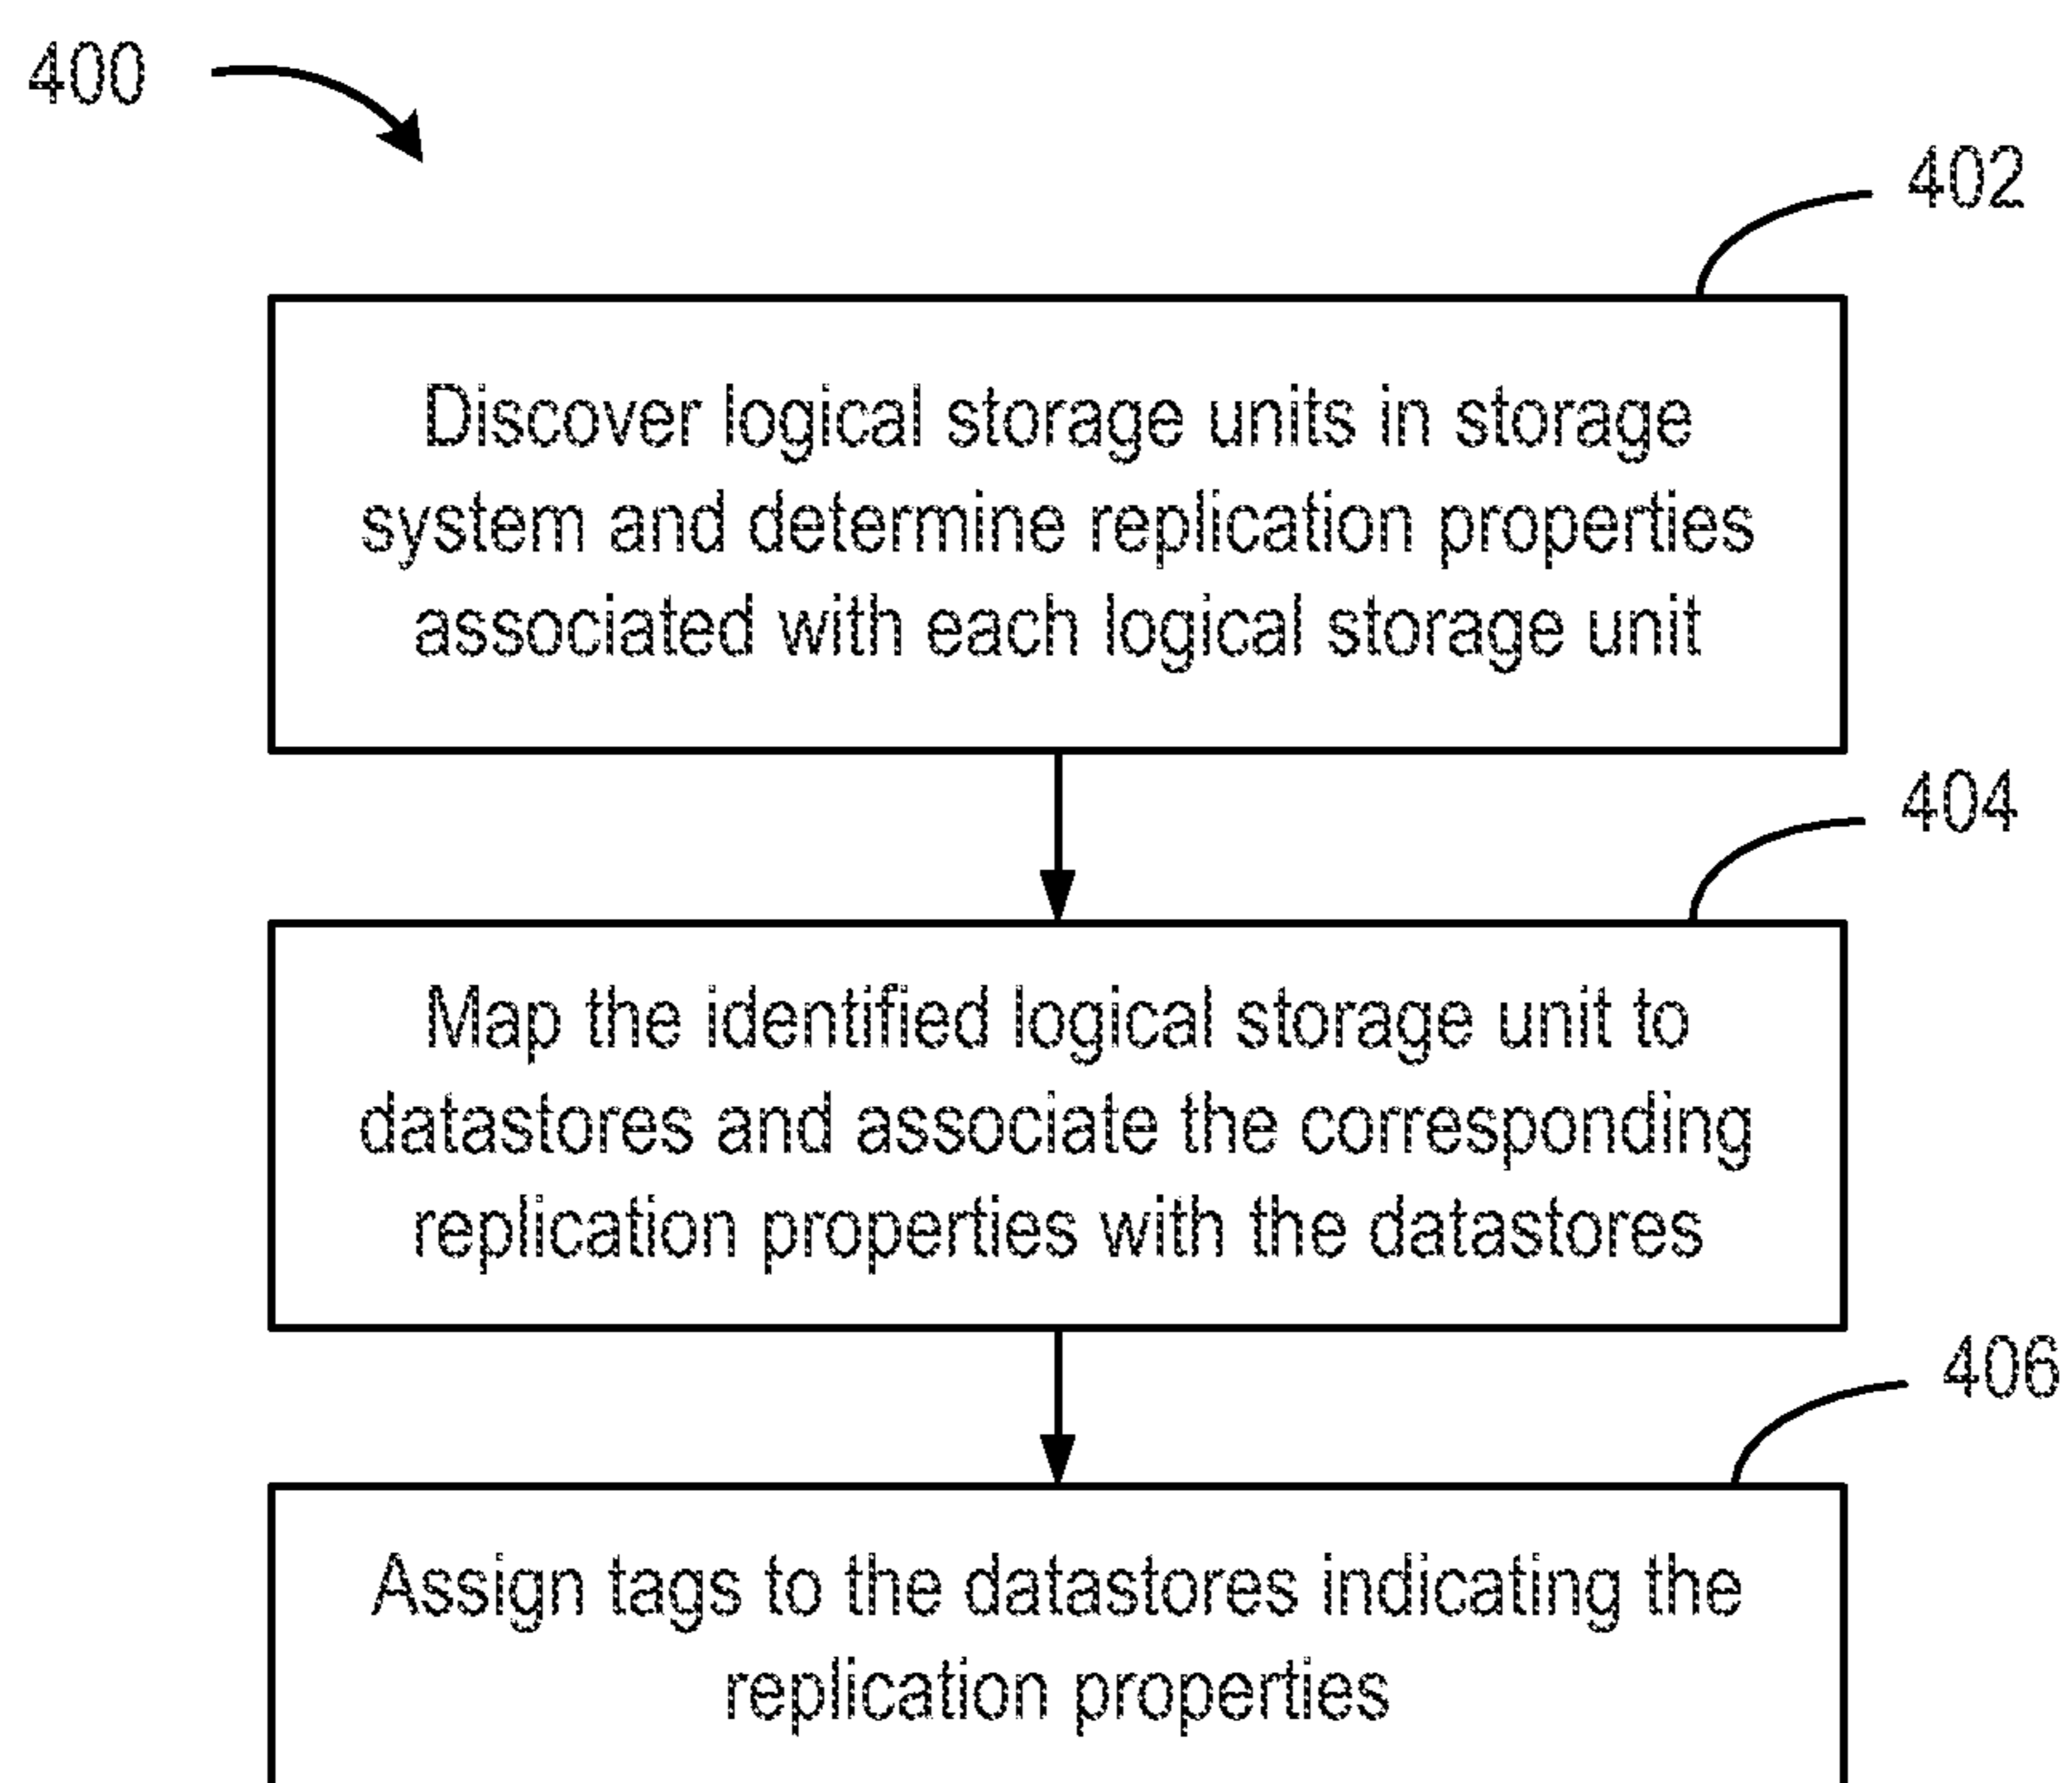 400
402
Discover logical storage units in storage
system and determine replication properties
associated with each logical storage unit
404
Map the identified logical storage unit to
datastores and associate the corresponding
replication properties with the datastores
406
Assign tags to the datastores indicating the
replication properties